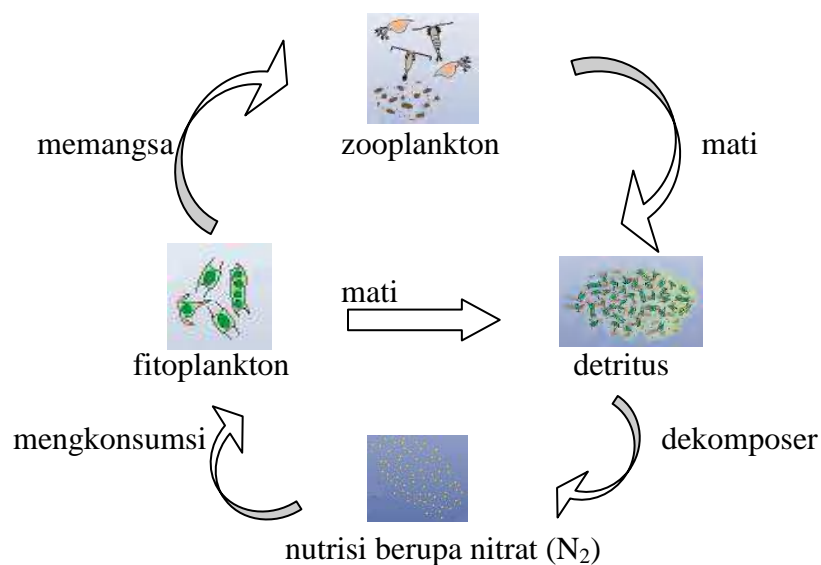 zooplankton
memangsa
mati
mati
fitoplankton
detritus
mengkonsumsi
dekomposer
nutrisi berupa nitrat (N₂)